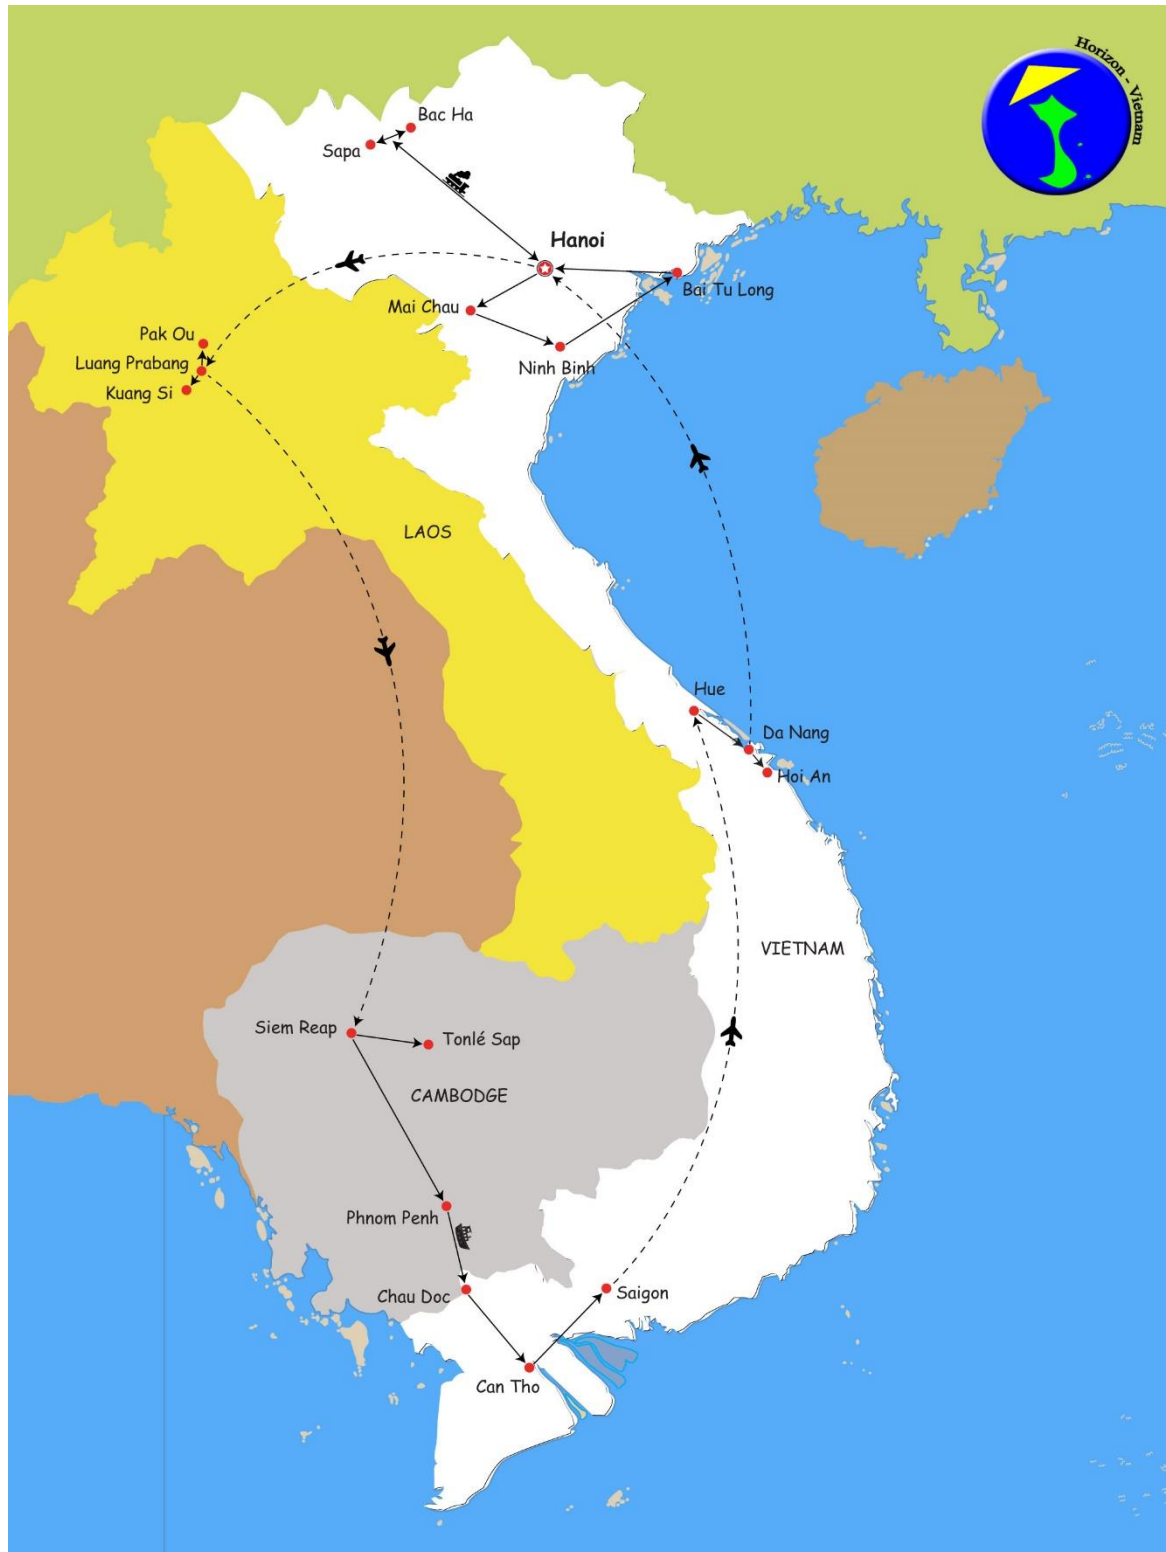 Horizon - Vietnam
Bac Ha
Sapa
Hanoi
Bai Tu Long
Mai Chau
Pak Ou
Luang Prabang
Ninh Binh
Kuang Si
LAOS
Hue
Da Nang
Hoi An
VIETNAM
Siem Reap
Tonlé Sap
CAMBODGE
Phnom Penh
Chau Doc
Saigon
Can Tho